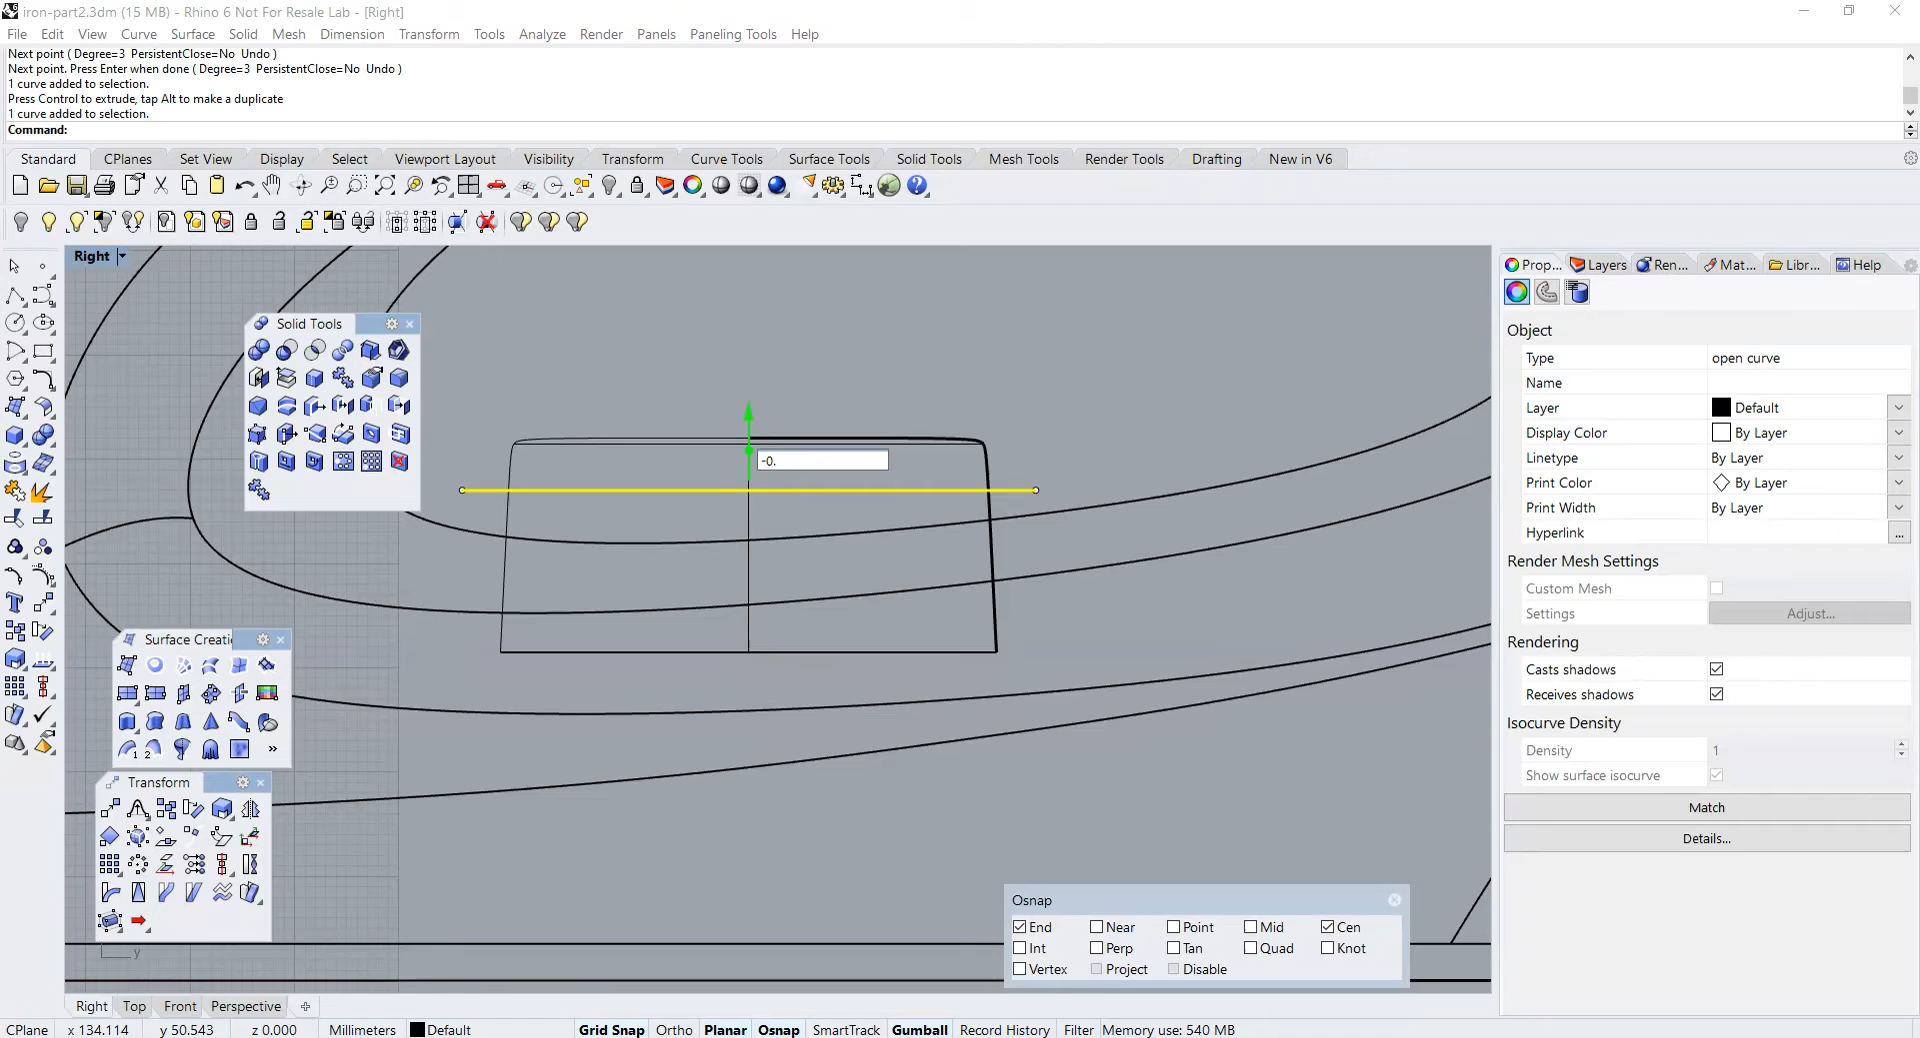 iron-part2.3dm (15 MB) - Rhino 6 Not For Resale Lab - [Right]
File Edit View Curve Surface Solid Mesh Dimension Transform Tools Analyze Render Panels Paneling Tools Help
Next point ( Degree=3 PersistentClose=No Undo )
Next point. Press Enter when done ( Degree=3 PersistentClose=No Undo )
1 curve added to selection.
Press Control to extrude, tap Alt to make a duplicate
1 curve added to selection.
Command:
Standard CPlanes Set View Display Select Viewport Layout Visibility Transform Curve Tools Surface Tools Solid Tools Mesh Tools Render Tools Drafting New in V6
Right
Prop... Layers Ren... Mat... Libr... Help
Solid Tools
Object
Type open curve
Name
Layer Default
Display Color By Layer
Linetype By Layer
Print Color By Layer
Print Width By Layer
Hyperlink ...
-0.
Render Mesh Settings
Custom Mesh
Settings Adjust...
Rendering
Casts shadows
Receives shadows
Isocurve Density
Density 1
Show surface isocurve
Match
Details...
Surface Creati
1 2 »
Transform
y
Osnap
End Near Point Mid Cen
Int Perp Tan Quad Knot
Vertex Project Disable
Right Top Front Perspective
CPlane x 134.114 y 50.543 z 0.000 Millimeters Default Grid Snap Ortho Planar Osnap SmartTrack Gumball Record History Filter Memory use: 540 MB